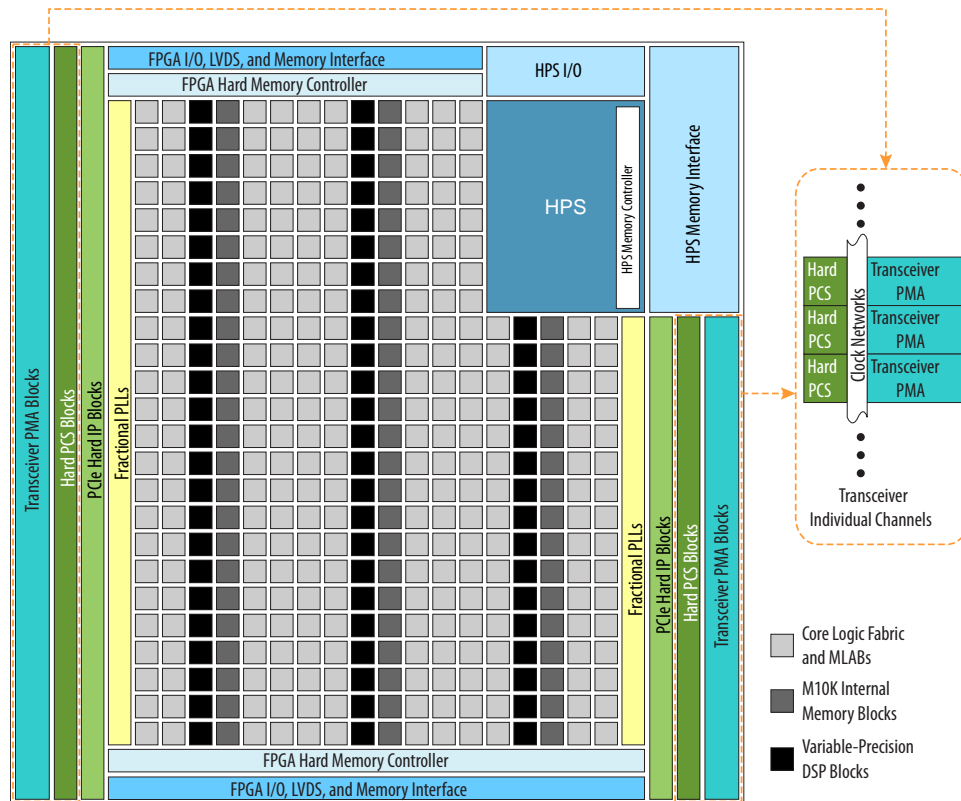 FPGA I/O, LVDS, and Memory Interface
FPGA Hard Memory Controller
HPS I/O
HPS
HPS Memory Controller
HPS Memory Interface
Transceiver PMA Blocks
Hard PCS Blocks
PCIe Hard IP Blocks
Fractional PLLs
Fractional PLLs
PCIe Hard IP Blocks
Hard PCS Blocks
Transceiver PMA Blocks
FPGA Hard Memory Controller
FPGA I/O, LVDS, and Memory Interface
Hard
PCS
Transceiver
PMA
Hard
PCS
Transceiver
PMA
Hard
PCS
Transceiver
PMA
Clock Networks
Transceiver
Individual Channels
Core Logic Fabric
and MLABs
M10K Internal
Memory Blocks
Variable-Precision
DSP Blocks